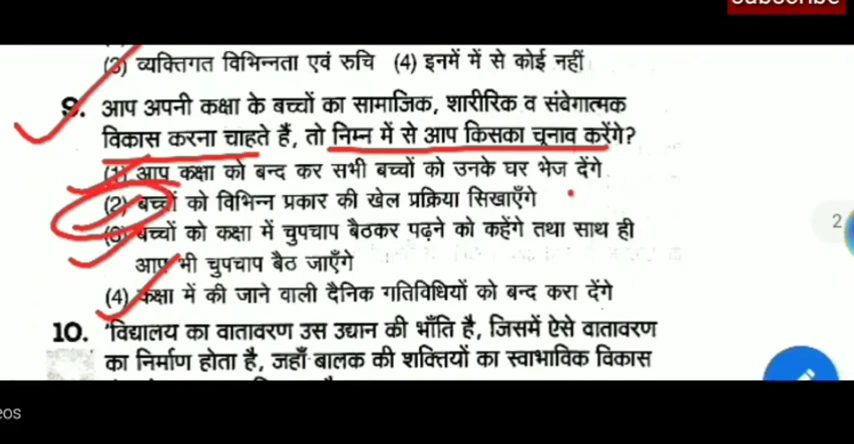 (3) व्यक्तिगत विभिन्नता एवं रुचि (4) इनमें में से कोई नहीं
9. आप अपनी कक्षा के बच्चों का सामाजिक, शारीरिक व संवेगात्मक
विकास करना चाहते हैं, तो निम्न में से आप किसका चुनाव करेंगे?
(1) आप कक्षा को बन्द कर सभी बच्चों को उनके घर भेज देंगे
(2) बच्चों को विभिन्न प्रकार की खेल प्रक्रिया सिखाएँगे
(3) बच्चों को कक्षा में चुपचाप बैठकर पढ़ने को कहेंगे तथा साथ ही
आप भी चुपचाप बैठ जाएँगे
(4) कक्षा में की जाने वाली दैनिक गतिविधियों को बन्द करा देंगे
10. 'विद्यालय का वातावरण उस उद्यान की भाँति है, जिसमें ऐसे वातावरण
का निर्माण होता है, जहाँ बालक की शक्तियों का स्वाभाविक विकास
2